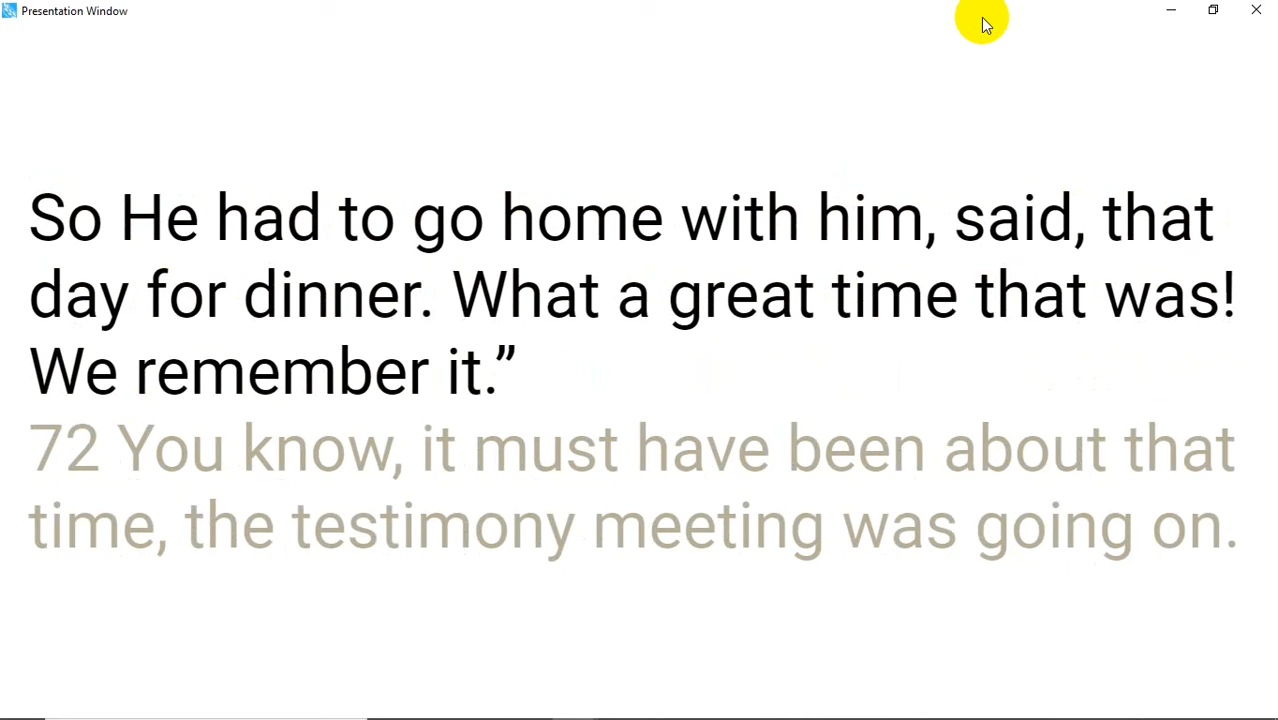 Presentation Window
So He had to go home with him, said, that
day for dinner. What a great time that was!
We remember it.”
72 You know, it must have been about that
time, the testimony meeting was going on.